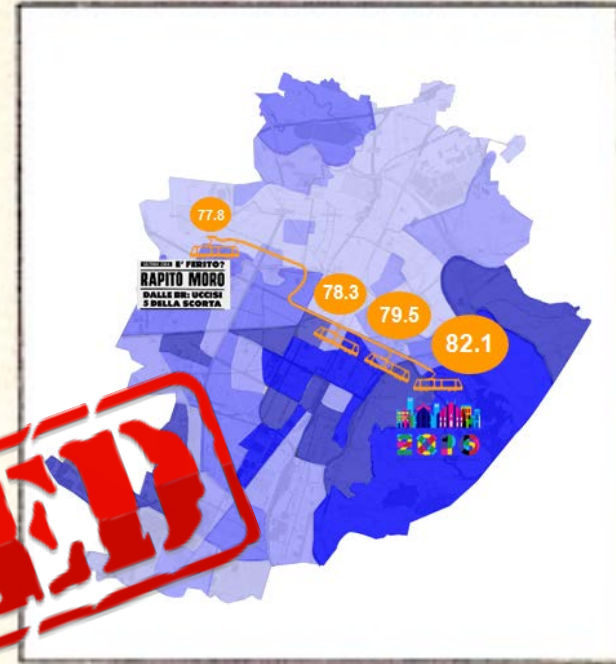 77.8
ULTIMA ORA E' FERITO?
RAPITO MORO
DALLE BR: UCCISI
5 DELLA SCORTA
78.3
79.5
82.1
ED